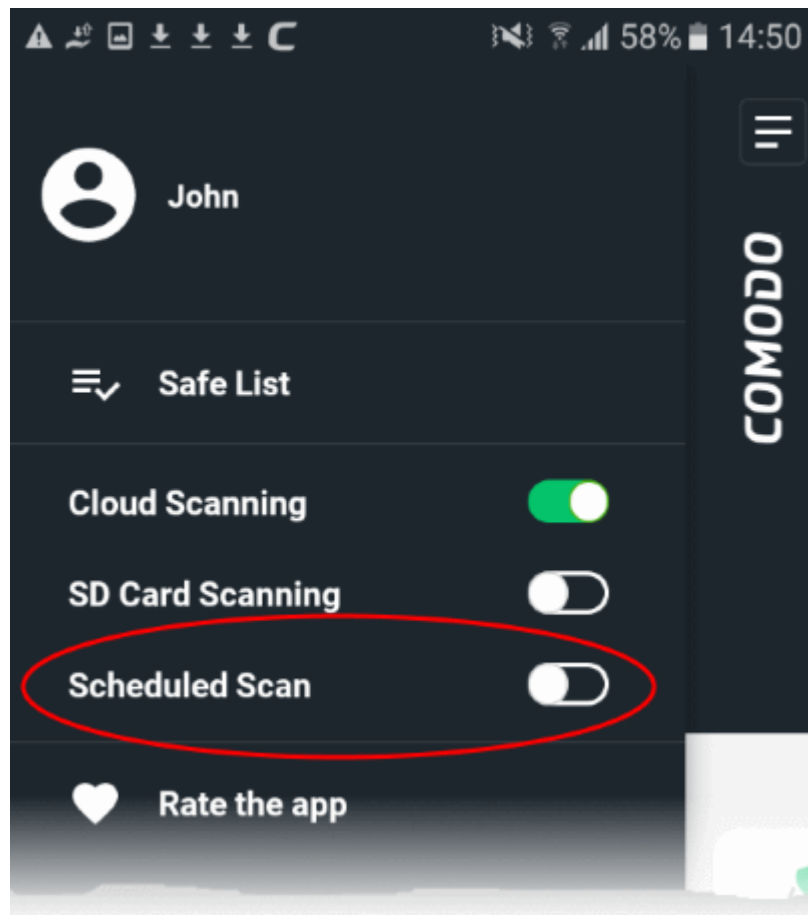 58% 14:50
John
COMODO
Safe List
Cloud Scanning
SD Card Scanning
Scheduled Scan
Rate the app